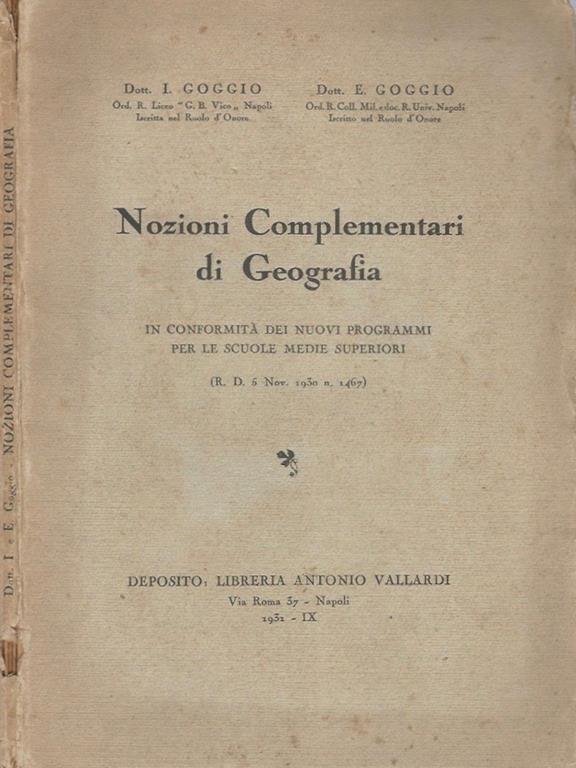 Dott. I. GOGGIO
Ord. R. Liceo "G. B. Vico„ Napoli
Iscritta nel Ruolo d'Onore
Dott. E. GOGGIO
Ord. R. Coll. Mil. e doc. R. Univ. Napoli
Iscritto nel Ruolo d'Onore
Nozioni Complementari
di Geografia
IN CONFORMITÀ DEI NUOVI PROGRAMMI
PER LE SCUOLE MEDIE SUPERIORI
(R. D. 5 Nov. 1930 n. 1467)
DEPOSITO: LIBRERIA ANTONIO VALLARDI
Via Roma 37 - Napoli
1931 - IX
Dott. I e E Goggio - NOZIONI COMPLEMENTARI DI GEOGRAFIA